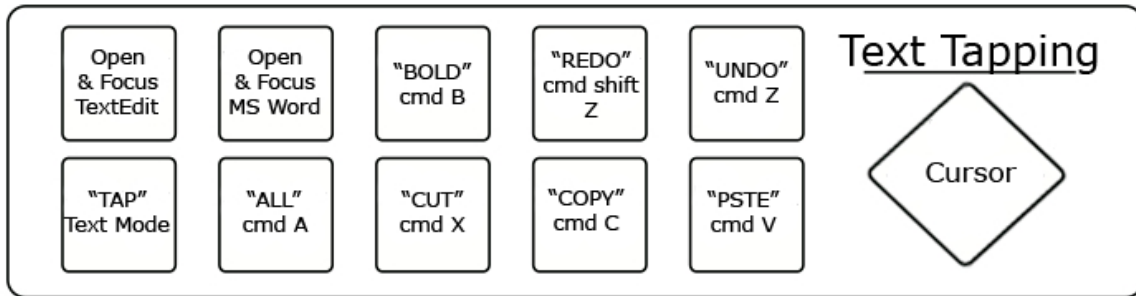 Open
& Focus
TextEdit
Open
& Focus
MS Word
“BOLD”
cmd B
“REDO”
cmd shift
Z
“UNDO”
cmd Z
Text Tapping
“TAP”
Text Mode
“ALL”
cmd A
“CUT”
cmd X
“COPY”
cmd C
“PSTE”
cmd V
Cursor